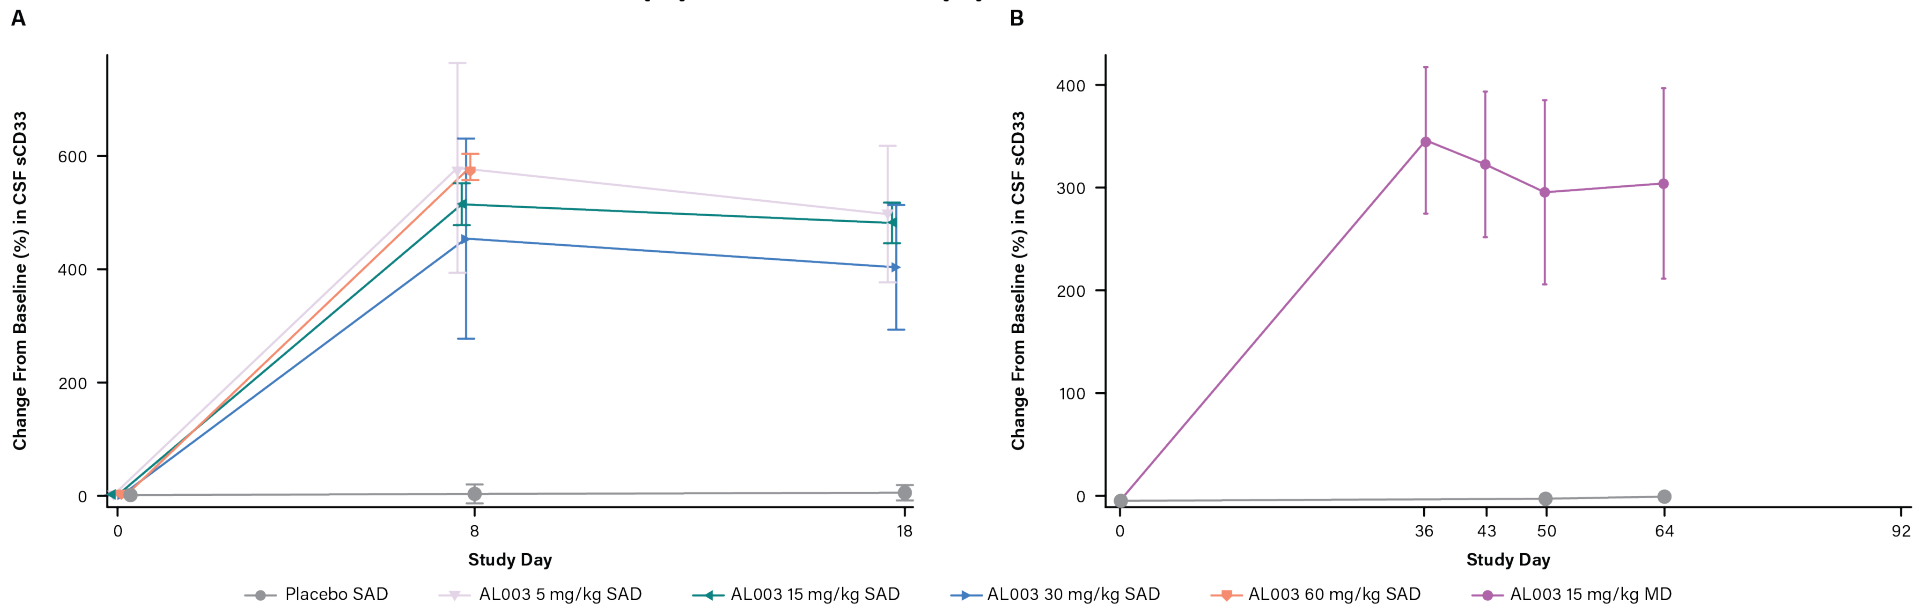 A
B
Change From Baseline (%) in CSF sCD33
600
400
200
0
0
8
18
Study Day
Change From Baseline (%) in CSF sCD33
400
300
200
100
0
0
36
43
50
64
92
Study Day
Placebo SAD
AL003 5 mg/kg SAD
AL003 15 mg/kg SAD
AL003 30 mg/kg SAD
AL003 60 mg/kg SAD
AL003 15 mg/kg MD